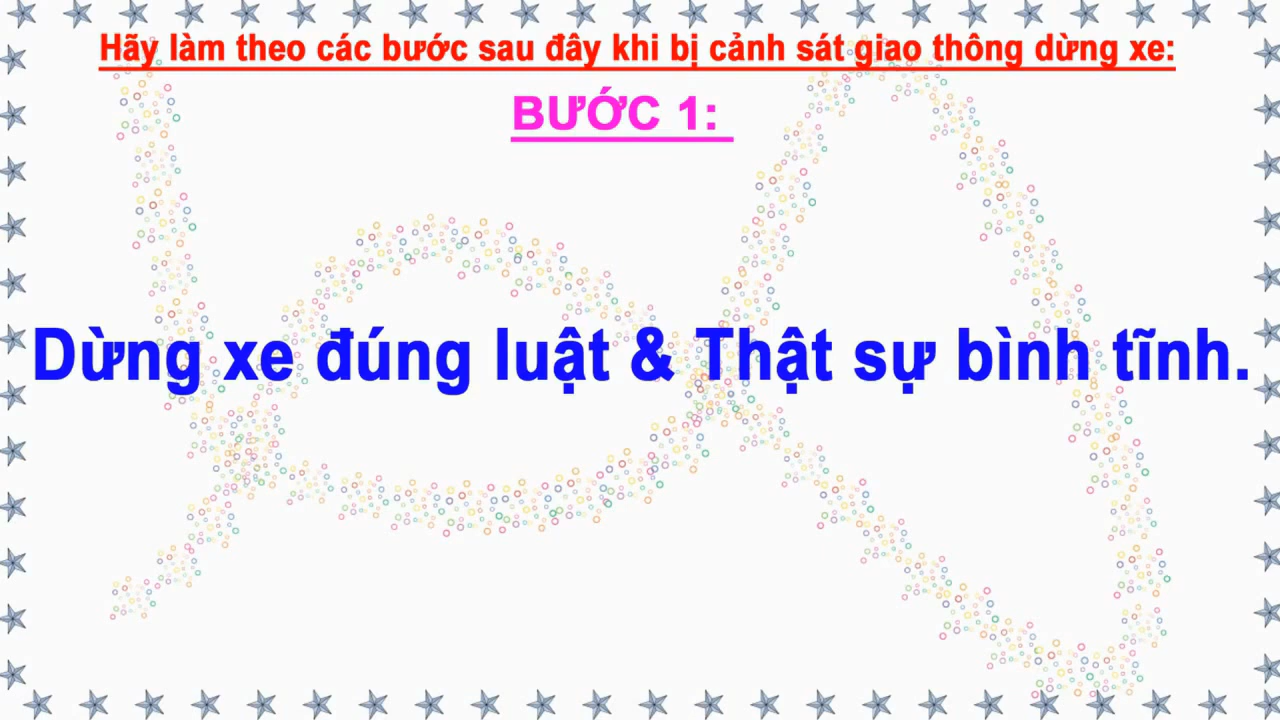 Hãy làm theo các bước sau đây khi bị cảnh sát giao thông dừng xe:
BƯỚC 1:
Dừng xe đúng luật & Thật sự bình tĩnh.